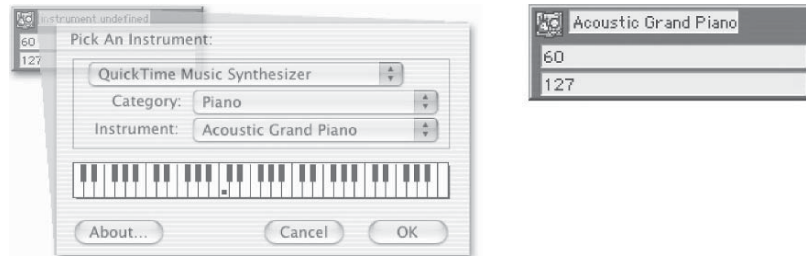 instrument undefined
60
127
Pick An Instrument:
QuickTime Music Synthesizer
Category: Piano
Instrument: Acoustic Grand Piano
About... Cancel OK
Acoustic Grand Piano
60
127